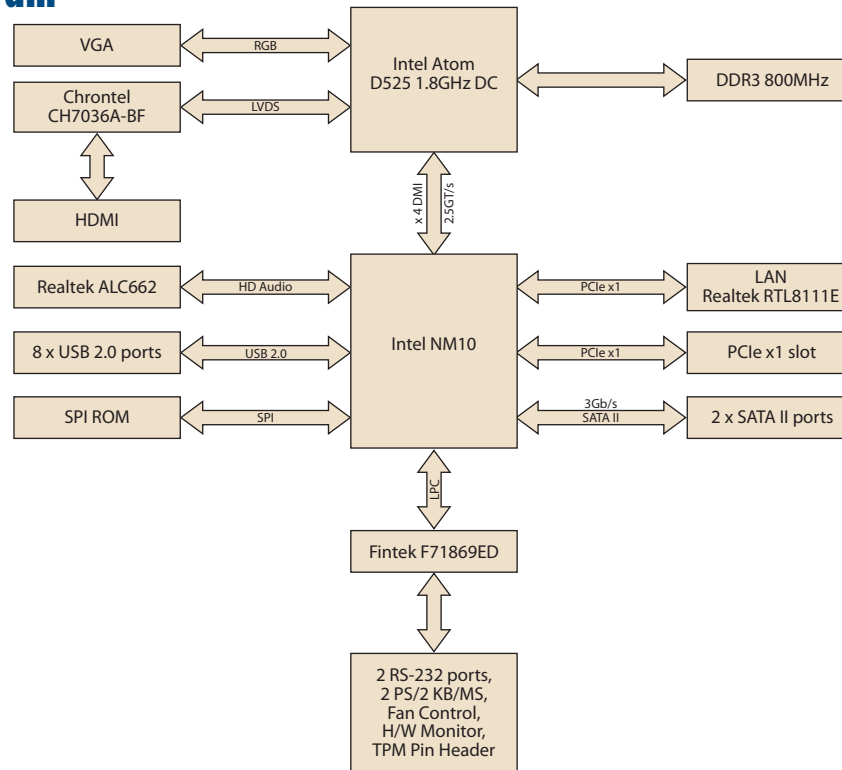 VGA
RGB
Intel Atom
D525 1.8GHz DC
DDR3 800MHz
Chrontel
CH7036A-BF
LVDS
HDMI
x 4 DMI
2.5GT/s
Realtek ALC662
HD Audio
Intel NM10
PCIe x1
LAN
Realtek RTL8111E
8 x USB 2.0 ports
USB 2.0
PCIe x1
PCIe x1 slot
SPI ROM
SPI
3Gb/s
SATA II
2 x SATA II ports
LPC
Fintek F71869ED
2 RS-232 ports,
2 PS/2 KB/MS,
Fan Control,
H/W Monitor,
TPM Pin Header